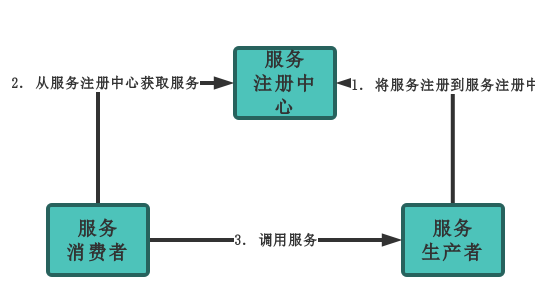 服务
注册中
心
2. 从服务注册中心获取服务
1. 将服务注册到服务注册中
服务
消费者
3. 调用服务
服务
生产者